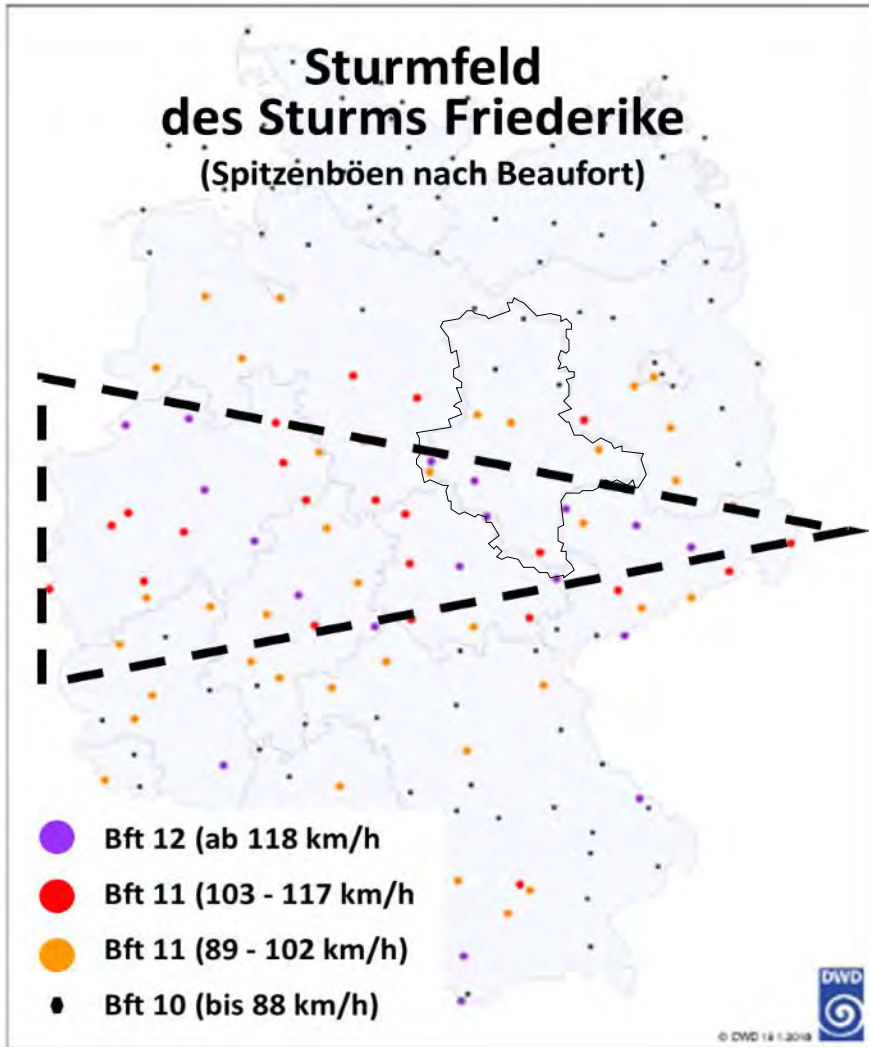 Sturmfeld
des Sturms Friederike
(Spitzenböen nach Beaufort)
Bft 12 (ab 118 km/h
Bft 11 (103 - 117 km/h
Bft 11 (89 - 102 km/h)
Bft 10 (bis 88 km/h)
DWD